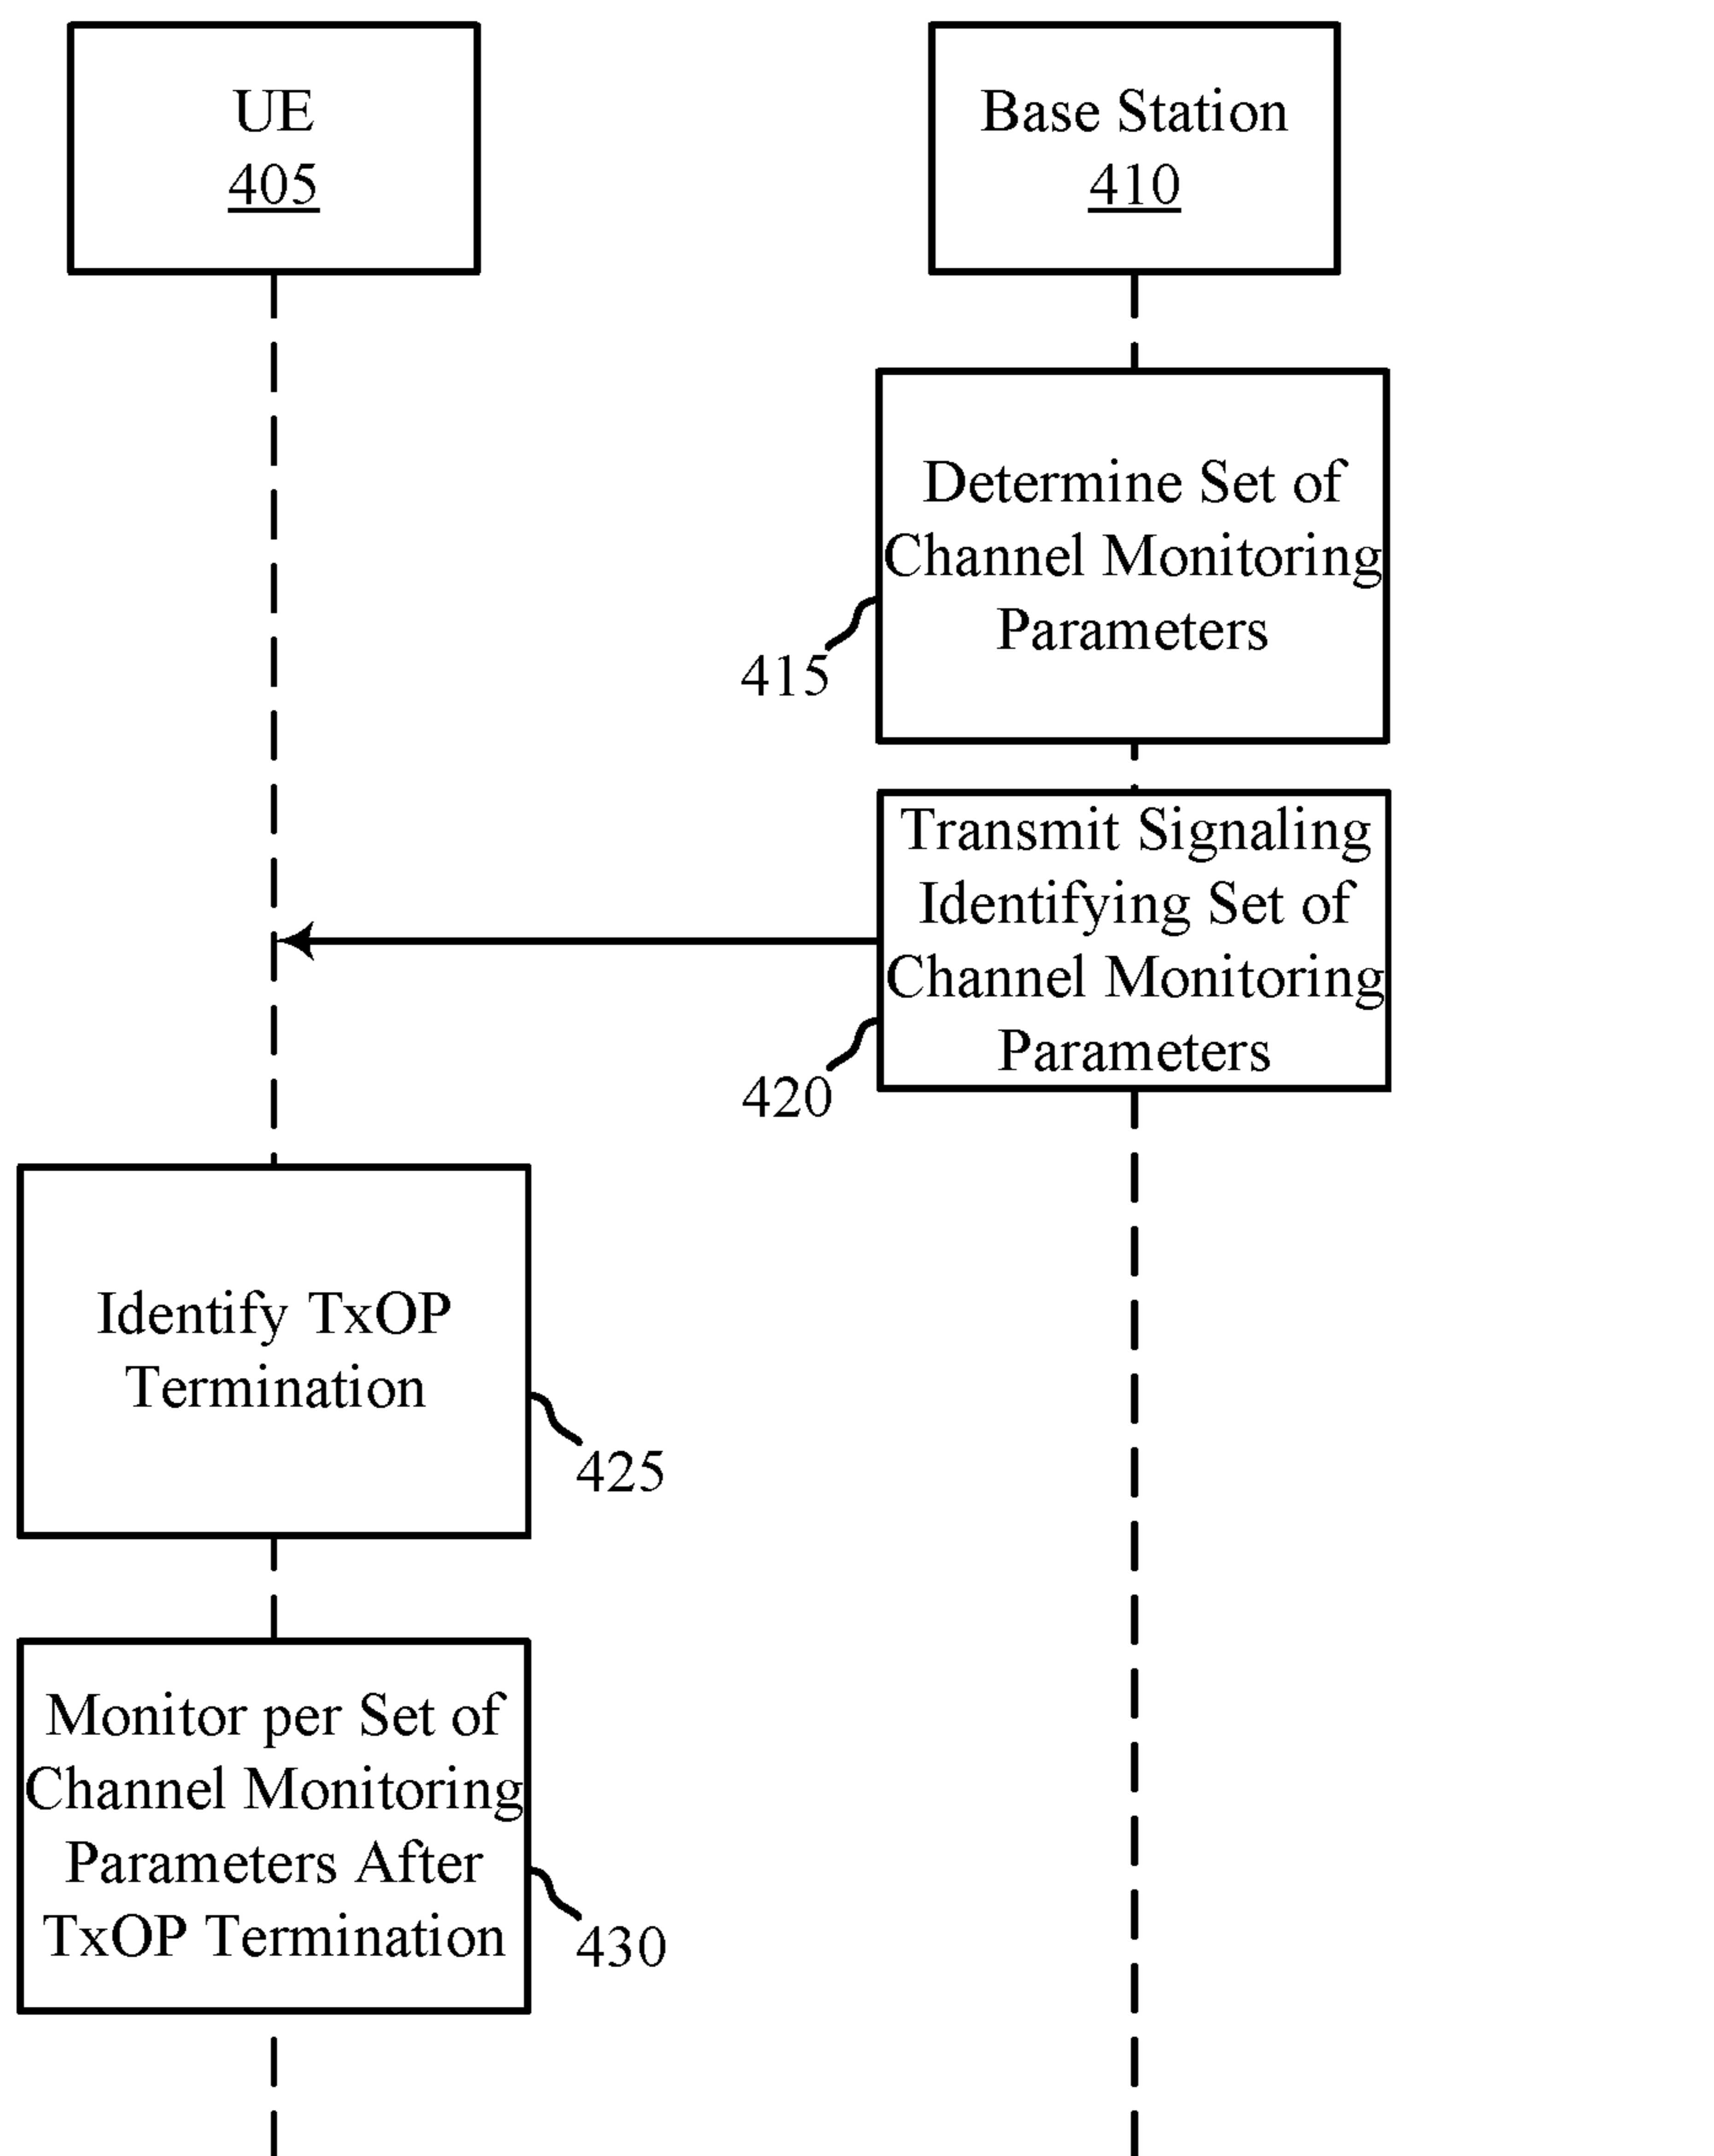 UE
405
Base Station
410
Determine Set of
Channel Monitoring
Parameters
415
Transmit Signaling
Identifying Set of
Channel Monitoring
Parameters
420
Identify TxOP
Termination
425
Monitor per Set of
Channel Monitoring
Parameters After
TxOP Termination
430